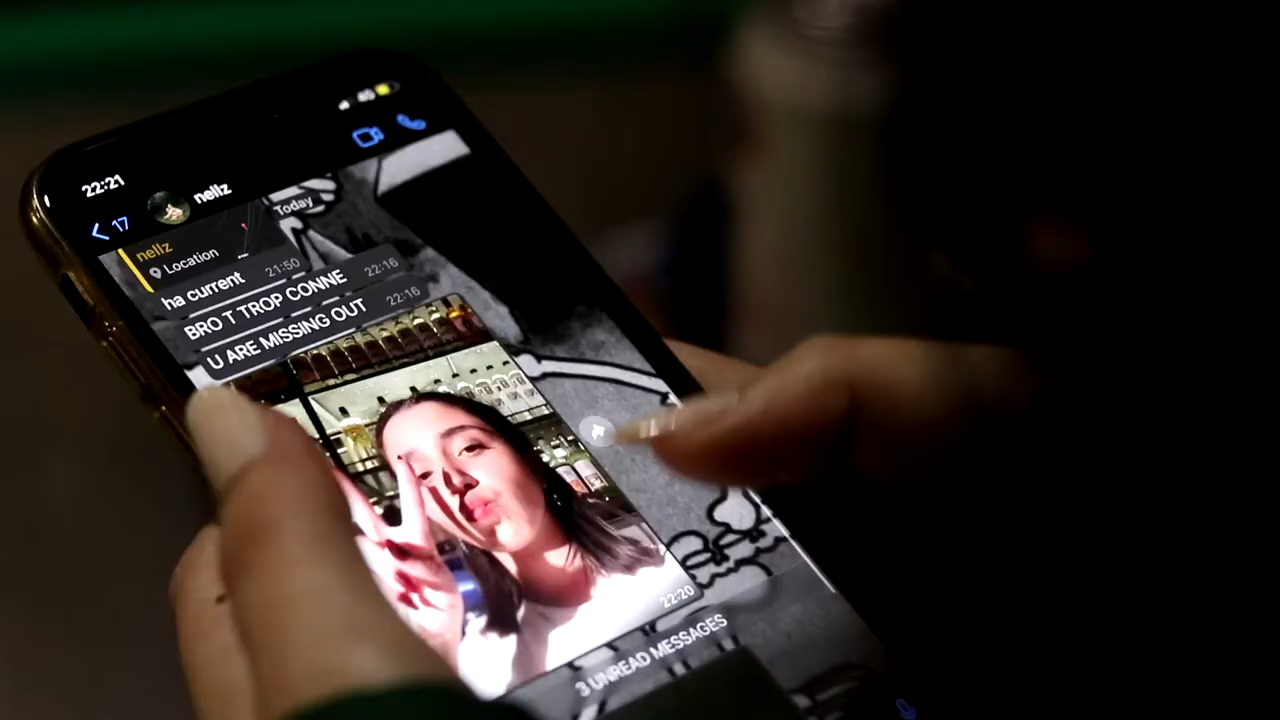 22:21
40
17
nellz
Today
nellz
Location
ha current 21:50
BRO T TROP CONNE 22:16
U ARE MISSING OUT 22:16
22:20
3 UNREAD MESSAGES